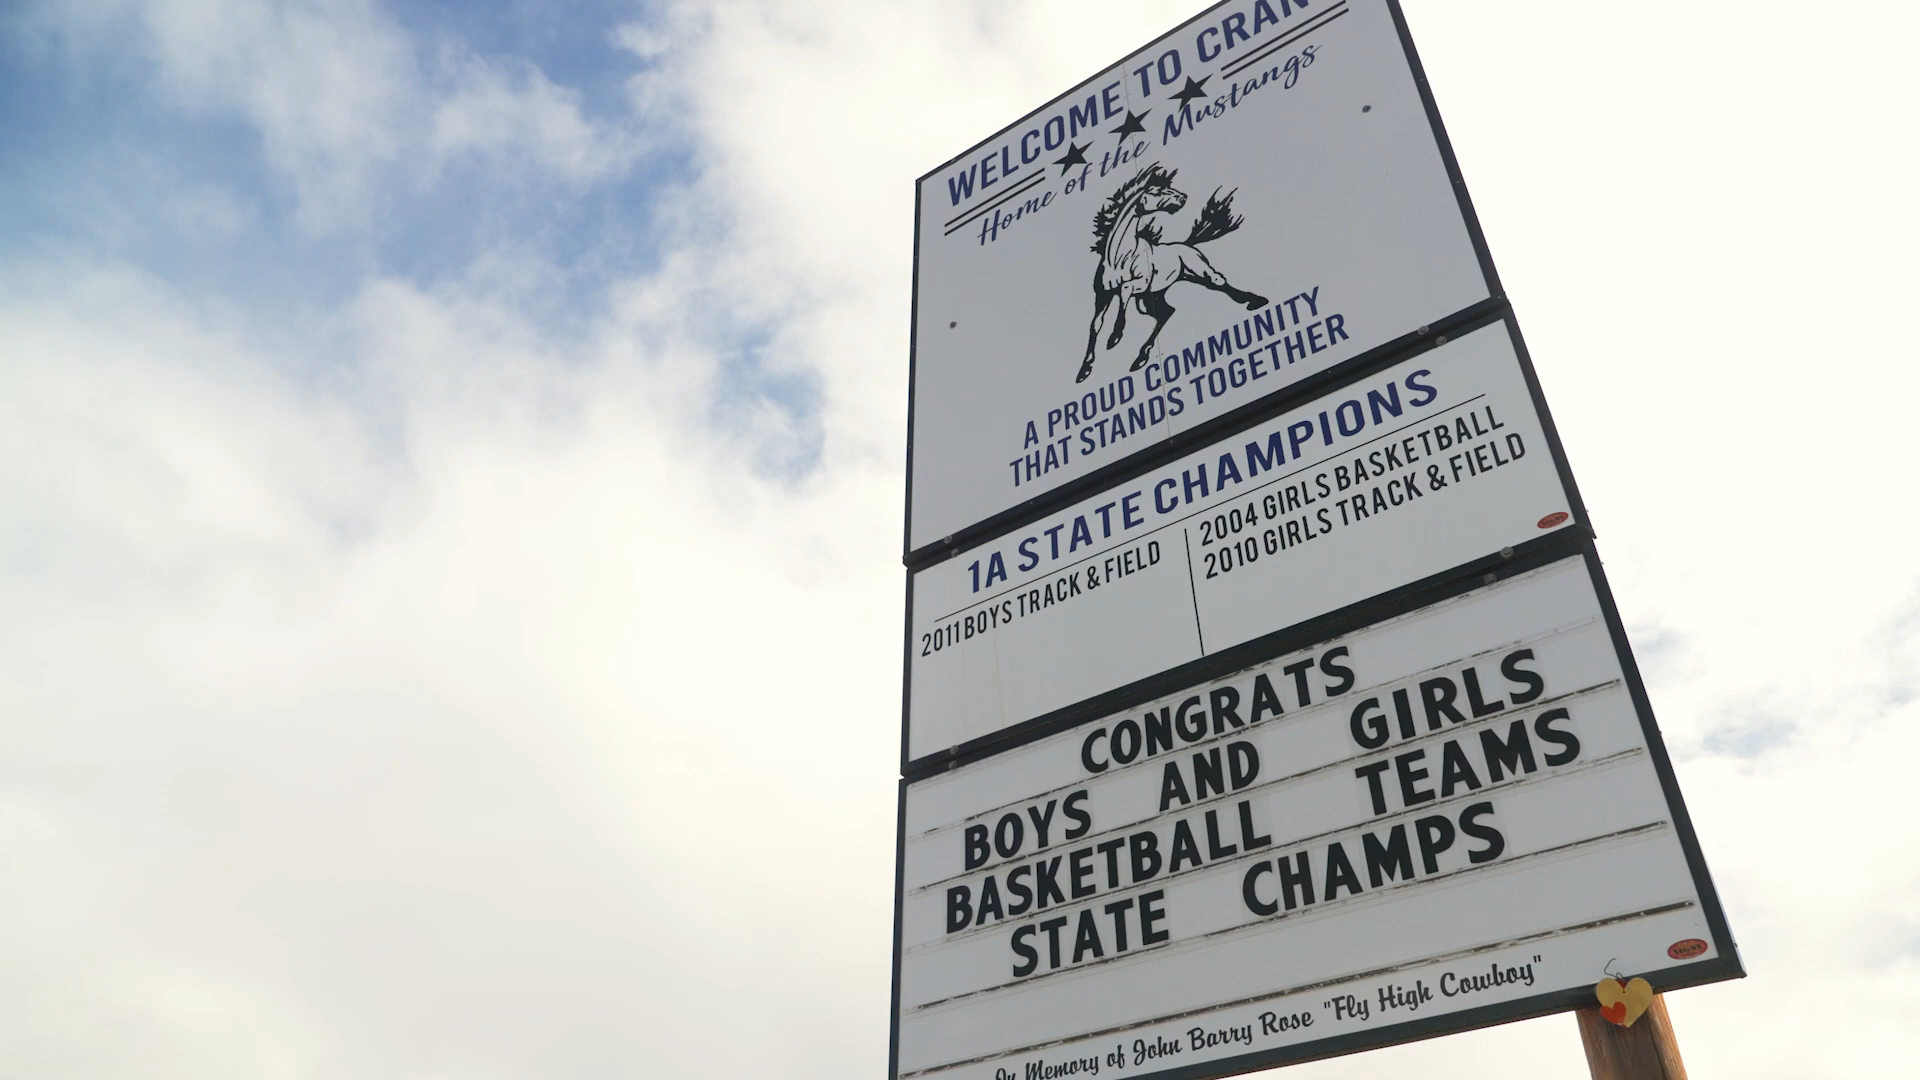 WELCOME TO CRAN
Home of the Mustangs
A PROUD COMMUNITY
THAT STANDS TOGETHER
1A STATE CHAMPIONS
2011 BOYS TRACK & FIELD
2004 GIRLS BASKETBALL
2010 GIRLS TRACK & FIELD
CONGRATS
BOYS AND GIRLS
BASKETBALL TEAMS
STATE CHAMPS
In Memory of John Barry Rose "Fly High Cowboy"